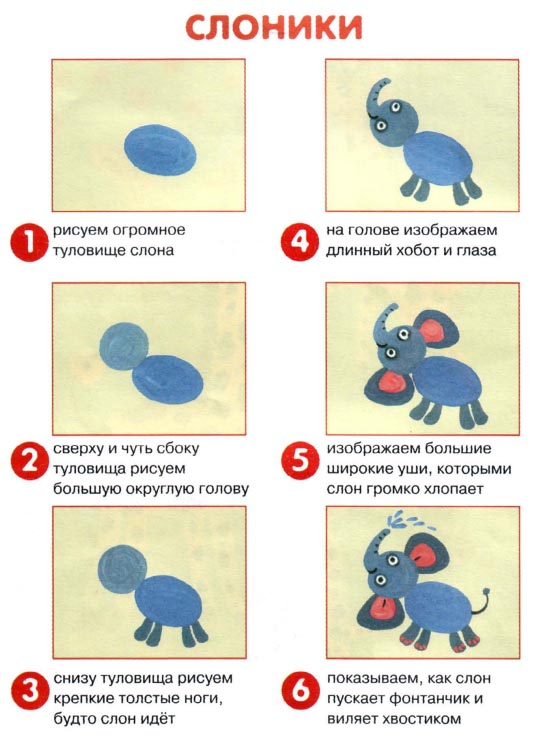 СЛОНИКИ
1
рисуем огромное
туловище слона
2
сверху и чуть сбоку
туловища рисуем
большую округлую голову
3
снизу туловища рисуем
крепкие толстые ноги,
будто слон идёт
4
на голове изображаем
длинный хобот и глаза
5
изображаем большие
широкие уши, которыми
слон громко хлопает
6
показываем, как слон
пускает фонтанчик и
виляет хвостиком